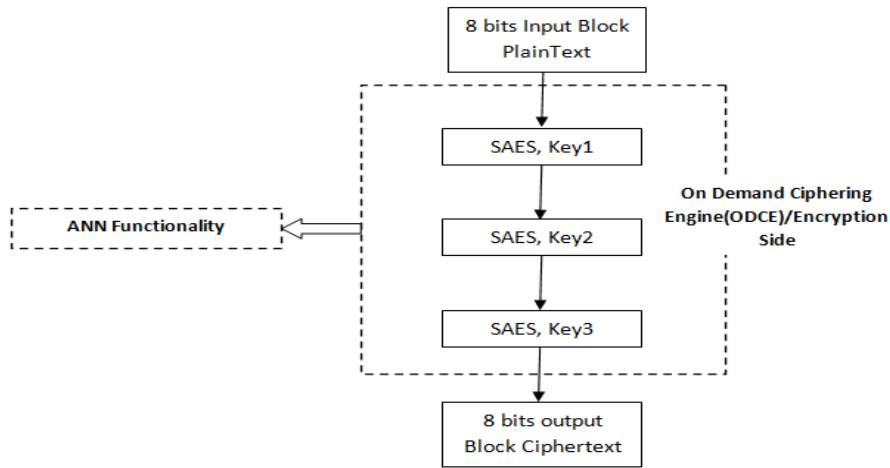 8 bits Input Block
PlainText
SAES, Key1
On Demand Ciphering
Engine(ODCE)/Encryption
Side
ANN Functionality
SAES, Key2
SAES, Key3
8 bits output
Block Ciphertext